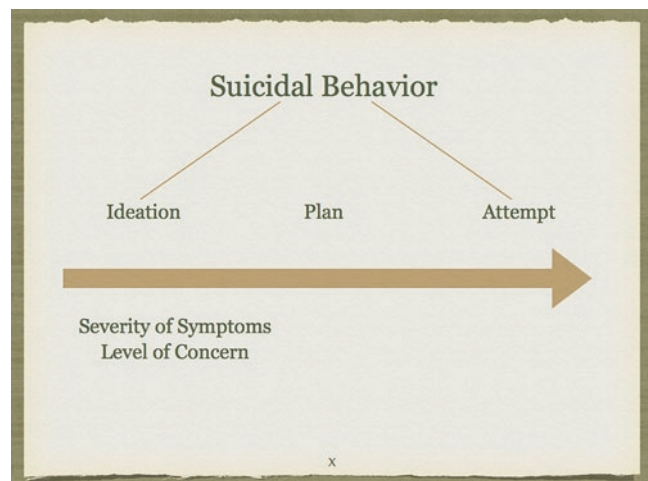 Suicidal Behavior
Ideation
Plan
Attempt
Severity of Symptoms
Level of Concern
x